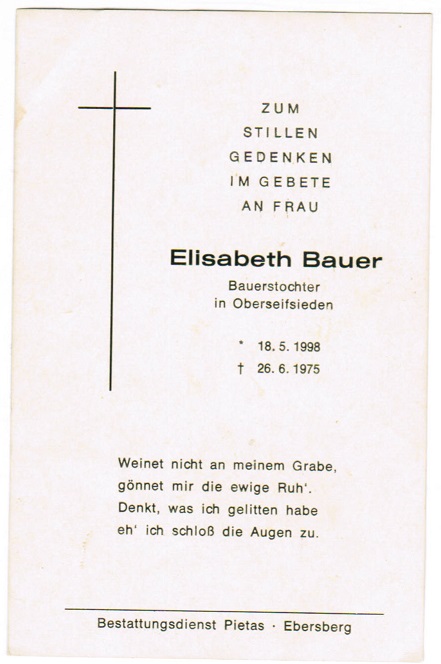 ZUM
STILLEN
GEDENKEN
IM GEBETE
AN FRAU
Elisabeth Bauer
Bauerstochter
in Oberseifsieden
* 18. 5. 1998
† 26. 6. 1975
Weinet nicht an meinem Grabe,
gönnet mir die ewige Ruh‘.
Denkt, was ich gelitten habe
eh‘ ich schloß die Augen zu.
Bestattungsdienst Pietas · Ebersberg